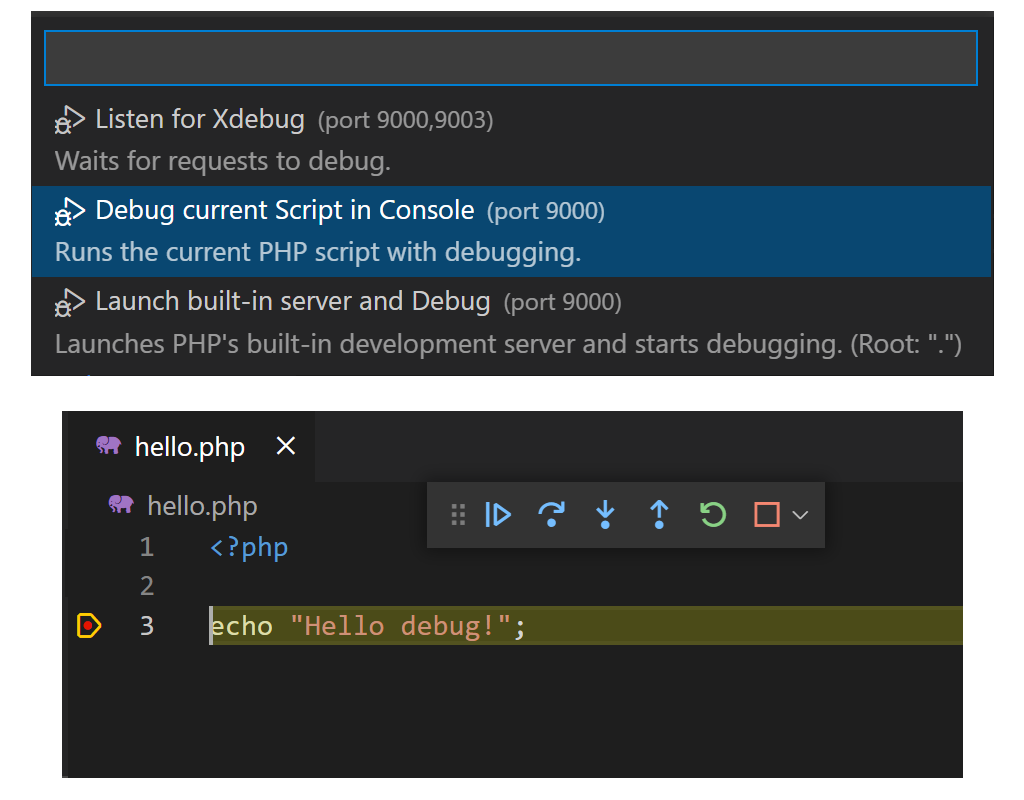 Listen for Xdebug (port 9000,9003)
Waits for requests to debug.
Debug current Script in Console (port 9000)
Runs the current PHP script with debugging.
Launch built-in server and Debug (port 9000)
Launches PHP's built-in development server and starts debugging. (Root: ".")
hello.php
hello.php
1 <?php
2
3 echo "Hello debug!";